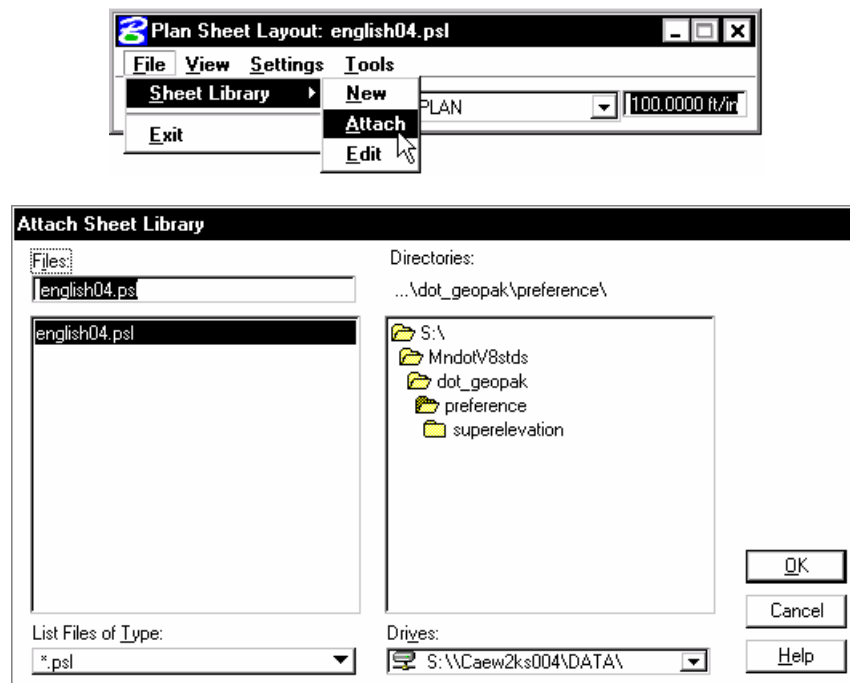 Plan Sheet Layout: english04.psl
File View Settings Tools
Sheet Library New
PLAN 100.0000 ft/in
Attach
Exit
Edit
Attach Sheet Library
Files:
Directories:
english04.psl
...\dot_geopak\preference\
english04.psl
S:\
MndotV8stds
dot_geopak
preference
superelevation
OK
Cancel
Help
List Files of Type:
Drives:
*.psl
S:\\Caew2ks004\DATA\